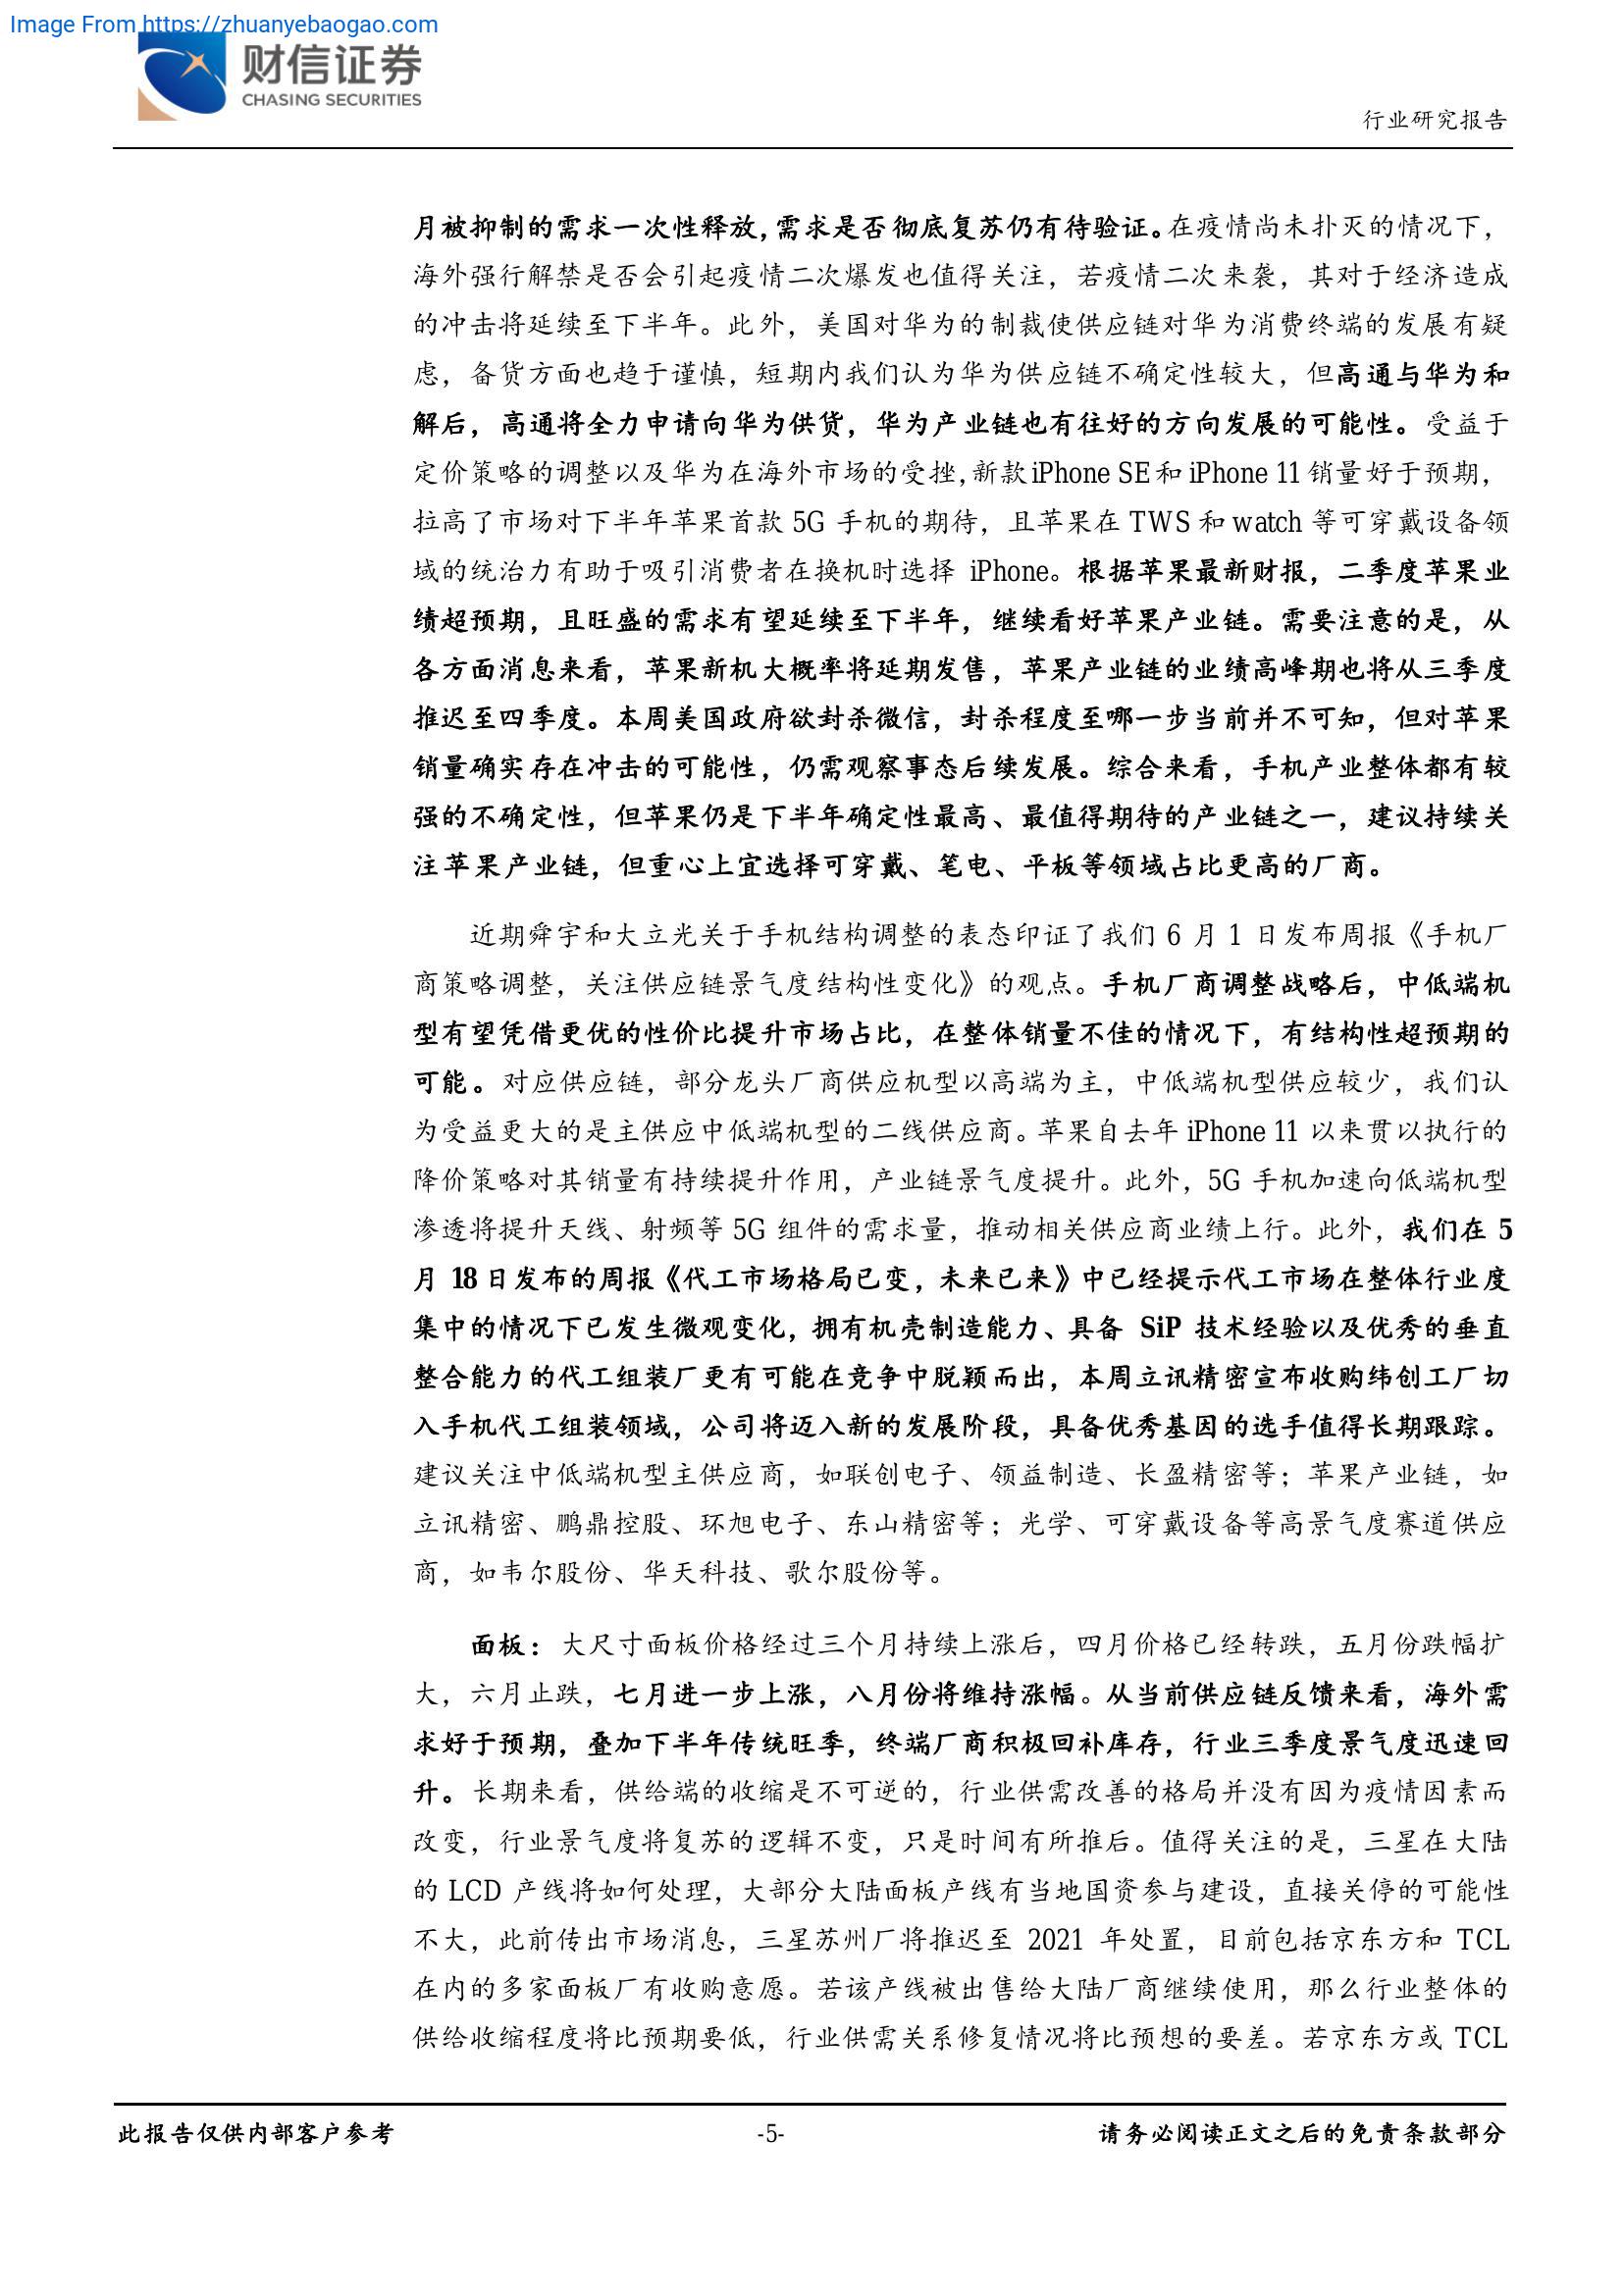 Image From https://zhuanyebaogao.com
财信证券
CHASING SECURITIES
行业研究报告
月被抑制的需求一次性释放，需求是否彻底复苏仍有待验证。在疫情尚未扑灭的情况下，
海外强行解禁是否会引起疫情二次爆发也值得关注，若疫情二次来袭，其对于经济造成
的冲击将延续至下半年。此外，美国对华为的制裁使供应链对华为消费终端的发展有疑
虑，备货方面也趋于谨慎，短期内我们认为华为供应链不确定性较大，但高通与华为和
解后，高通将全力申请向华为供货，华为产业链也有往好的方向发展的可能性。受益于
定价策略的调整以及华为在海外市场的受挫，新款 iPhone SE 和 iPhone 11 销量好于预期，
拉高了市场对下半年苹果首款 5G 手机的期待，且苹果在 TWS 和 watch 等可穿戴设备领
域的统治力有助于吸引消费者在换机时选择 iPhone。根据苹果最新财报，二季度苹果业
绩超预期，且旺盛的需求有望延续至下半年，继续看好苹果产业链。需要注意的是，从
各方面消息来看，苹果新机大概率将延期发售，苹果产业链的业绩高峰期也将从三季度
推迟至四季度。本周美国政府欲封杀微信，封杀程度至哪一步当前并不可知，但对苹果
销量确实存在冲击的可能性，仍需观察事态后续发展。综合来看，手机产业整体都有较
强的不确定性，但苹果仍是下半年确定性最高、最值得期待的产业链之一，建议持续关
注苹果产业链，但重心上宜选择可穿戴、笔电、平板等领域占比更高的厂商。
近期舜宇和大立光关于手机结构调整的表态印证了我们 6 月 1 日发布周报《手机厂
商策略调整，关注供应链景气度结构性变化》的观点。手机厂商调整战略后，中低端机
型有望凭借更优的性价比提升市场占比，在整体销量不佳的情况下，有结构性超预期的
可能。对应供应链，部分龙头厂商供应机型以高端为主，中低端机型供应较少，我们认
为受益更大的是主供应中低端机型的二线供应商。苹果自去年 iPhone 11 以来贯以执行的
降价策略对其销量有持续提升作用，产业链景气度提升。此外，5G 手机加速向低端机型
渗透将提升天线、射频等 5G 组件的需求量，推动相关供应商业绩上行。此外，我们在 5
月 18 日发布的周报《代工市场格局已变，未来已来》中已经提示代工市场在整体行业度
集中的情况下已发生微观变化，拥有机壳制造能力、具备 SiP 技术经验以及优秀的垂直
整合能力的代工组装厂更有可能在竞争中脱颖而出，本周立讯精密宣布收购纬创工厂切
入手机代工组装领域，公司将迈入新的发展阶段，具备优秀基因的选手值得长期跟踪。
建议关注中低端机型主供应商，如联创电子、领益制造、长盈精密等；苹果产业链，如
立讯精密、鹏鼎控股、环旭电子、东山精密等；光学、可穿戴设备等高景气度赛道供应
商，如韦尔股份、华天科技、歌尔股份等。
面板：大尺寸面板价格经过三个月持续上涨后，四月价格已经转跌，五月份跌幅扩
大，六月止跌，七月进一步上涨，八月份将维持涨幅。从当前供应链反馈来看，海外需
求好于预期，叠加下半年传统旺季，终端厂商积极回补库存，行业三季度景气度迅速回
升。长期来看，供给端的收缩是不可逆的，行业供需改善的格局并没有因为疫情因素而
改变，行业景气度将复苏的逻辑不变，只是时间有所推后。值得关注的是，三星在大陆
的 LCD 产线将如何处理，大部分大陆面板产线有当地国资参与建设，直接关停的可能性
不大，此前传出市场消息，三星苏州厂将推迟至 2021 年处置，目前包括京东方和 TCL
在内的多家面板厂有收购意愿。若该产线被出售给大陆厂商继续使用，那么行业整体的
供给收缩程度将比预期要低，行业供需关系修复情况将比预想的要差。若京东方或 TCL
此报告仅供内部客户参考
-5-
请务必阅读正文之后的免责条款部分